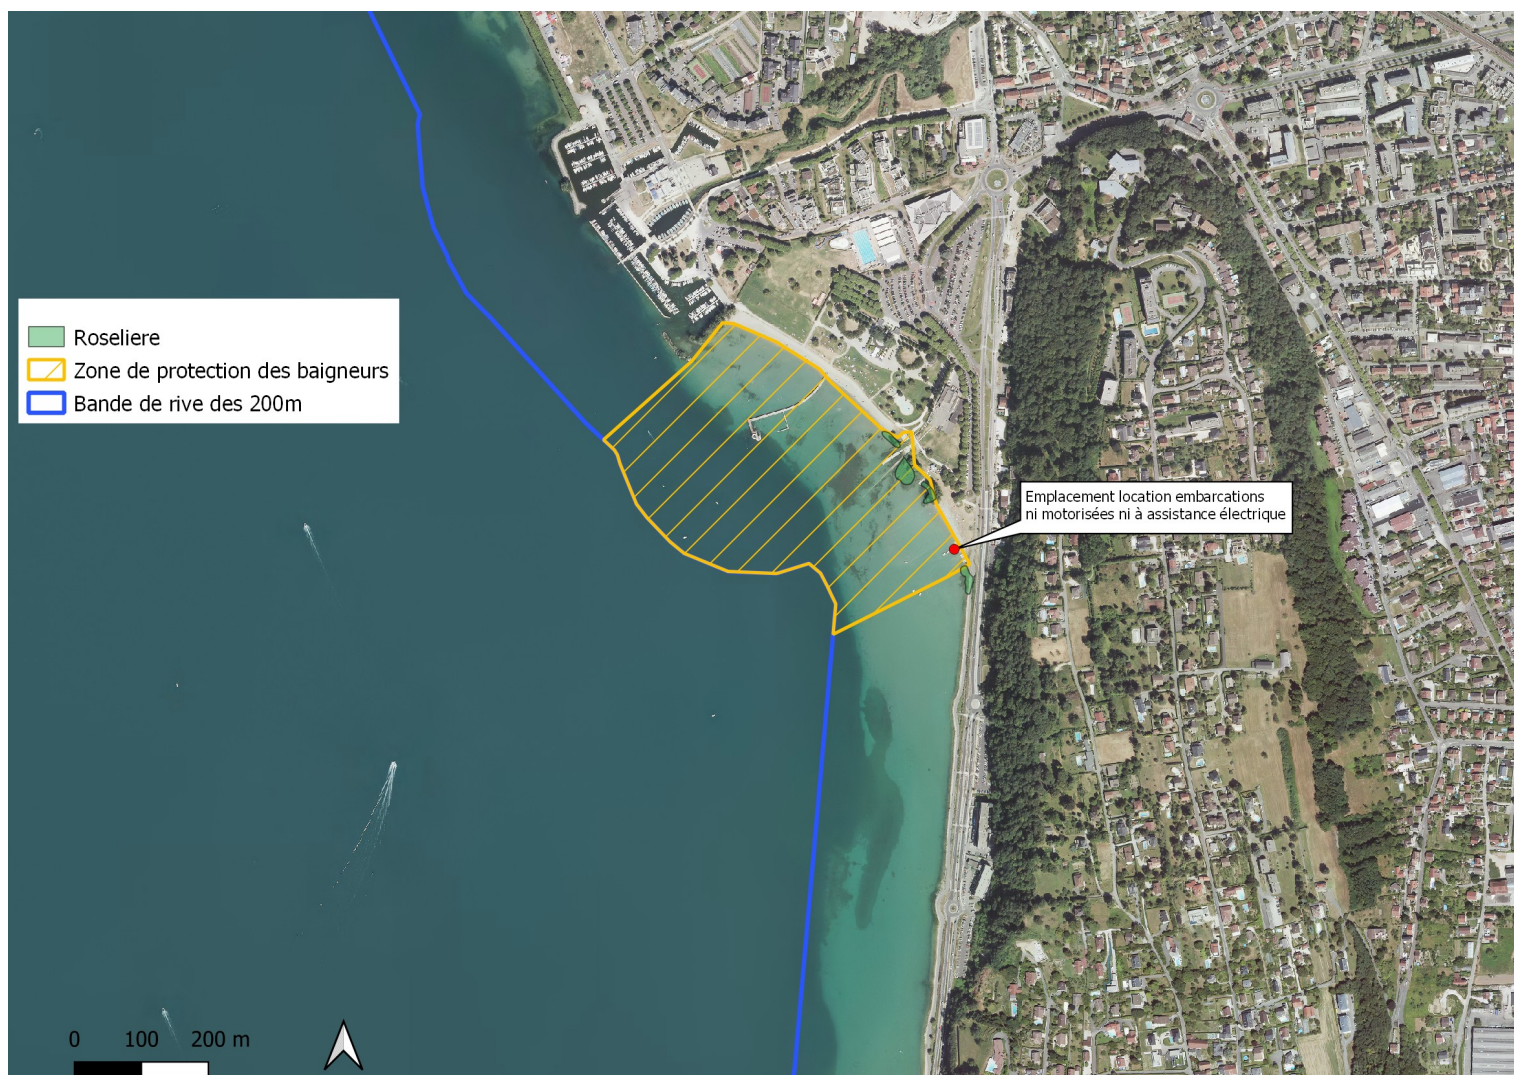 Roseliere
Zone de protection des baigneurs
Bande de rive des 200m
Emplacement location embarcations
ni motorisées ni à assistance électrique
0 100 200 m